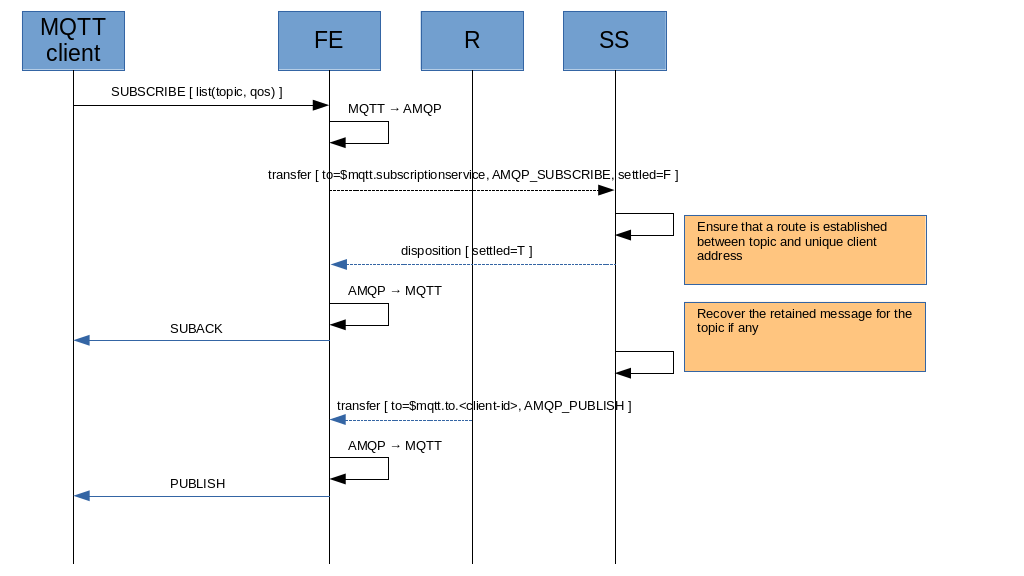 MQTT
client
FE
R
SS
SUBSCRIBE [ list(topic, qos) ]
MQTT → AMQP
transfer [ to=$mqtt.subscriptionservice, AMQP_SUBSCRIBE, settled=F ]
Ensure that a route is established
between topic and unique client
address
disposition [ settled=T ]
AMQP → MQTT
Recover the retained message for the
topic if any
SUBACK
transfer [ to=$mqtt.to.<client-id>, AMQP_PUBLISH ]
AMQP → MQTT
PUBLISH